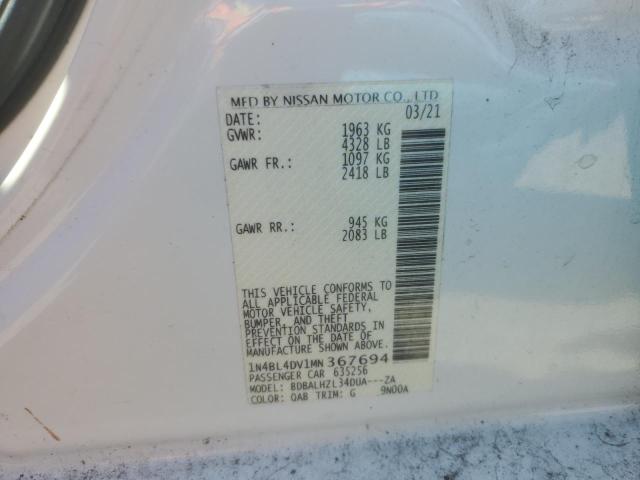 MFD BY NISSAN MOTOR CO., LTD
DATE: 03/21
GVWR: 1963 KG
4328 LB
GAWR FR.: 1097 KG
2418 LB
GAWR RR.: 945 KG
2083 LB
THIS VEHICLE CONFORMS TO
ALL APPLICABLE FEDERAL
MOTOR VEHICLE SAFETY,
BUMPER, AND THEFT
PREVENTION STANDARDS IN
EFFECT ON THE DATE OF
MANUFACTURE SHOWN ABOVE.
1N4BL4DV1MN367694
PASSENGER CAR 635256
MODEL: BDBALHZL34DUA---ZA
COLOR: QAB TRIM: G 9N00A